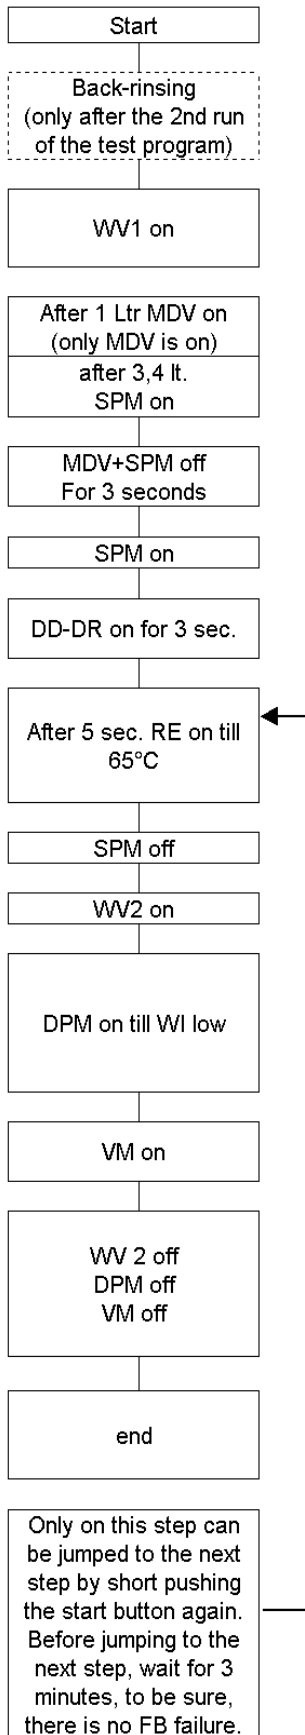 Start
Back-rinsing
(only after the 2nd run
of the test program)
WV1 on
After 1 Ltr MDV on
(only MDV is on)
after 3,4 lt.
SPM on
MDV+SPM off
For 3 seconds
SPM on
DD-DR on for 3 sec.
After 5 sec. RE on till
65°C
SPM off
WV2 on
DPM on till WI low
VM on
WV 2 off
DPM off
VM off
end
Only on this step can
be jumped to the next
step by short pushing
the start button again.
Before jumping to the
next step, wait for 3
minutes, to be sure,
there is no FB failure.